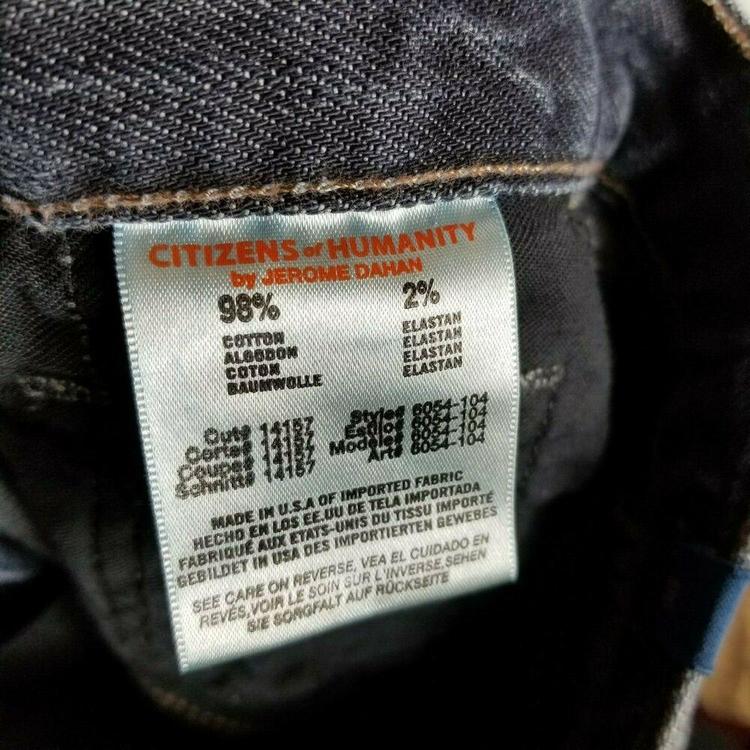 CITIZENS of HUMANITY
by JEROME DAHAN
98% 2%
COTTON ELASTAN
ALGODON ELASTAN
COTON ELASTAN
BAUMWOLLE ELASTAN
Cut# 14157 Style# 6054-104
Corte# 14157 Estilo# 6054-104
Coupe# 14157 Modele# 6054-104
Schnitt# 14157 Art# 6054-104
MADE IN U.S.A OF IMPORTED FABRIC
HECHO EN LOS EE.UU DE TELA IMPORTADA
FABRIQUÉ AUX ETATS-UNIS DU TISSU IMPORTÉ
GEBILDET IN USA DES IMPORTIERTEN GEWEBES
SEE CARE ON REVERSE, VEA EL CUIDADO EN
REVES, VOIR LE SOIN SUR L'INVERSE, SEHEN
SIE SORGFALT AUF RÜCKSEITE